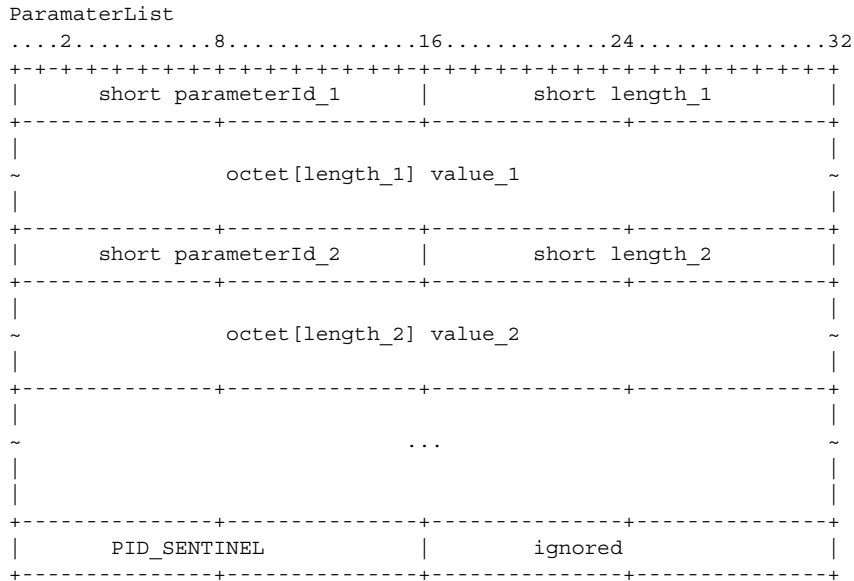 ParamaterList
....2...........8...............16.............24...............32
+-+-+-+-+-+-+-+-+-+-+-+-+-+-+-+-+-+-+-+-+-+-+-+-+-+-+-+-+-+-+-+-+
| short parameterId_1 | short length_1 |
+---------------+---------------+---------------+---------------+
| |
~ octet[length_1] value_1 ~
| |
+---------------+---------------+---------------+---------------+
| short parameterId_2 | short length_2 |
+---------------+---------------+---------------+---------------+
| |
~ octet[length_2] value_2 ~
| |
+---------------+---------------+---------------+---------------+
| |
~ ... ~
| |
| |
+---------------+---------------+---------------+---------------+
| PID_SENTINEL | ignored |
+---------------+---------------+---------------+---------------+